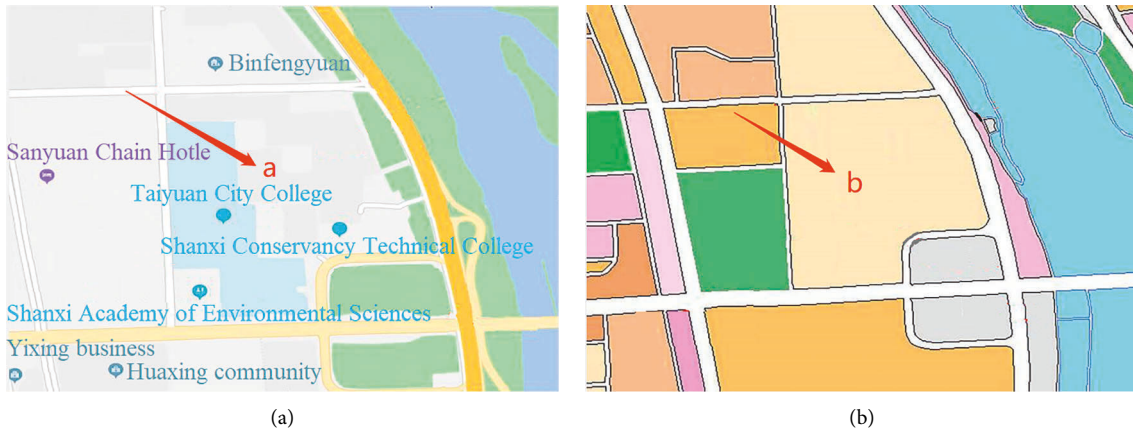 Binfengyuan
Sanyuan Chain Hotle
a
Taiyuan City College
Shanxi Conservancy Technical College
Shanxi Academy of Environmental Sciences
Yixing business
Huaxing community
b
(a)
(b)